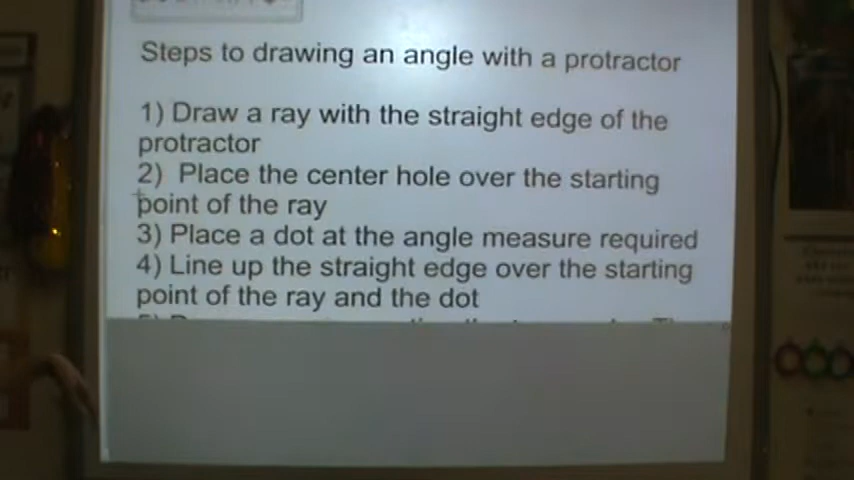 Steps to drawing an angle with a protractor
1) Draw a ray with the straight edge of the
protractor
2) Place the center hole over the starting
point of the ray
3) Place a dot at the angle measure required
4) Line up the straight edge over the starting
point of the ray and the dot